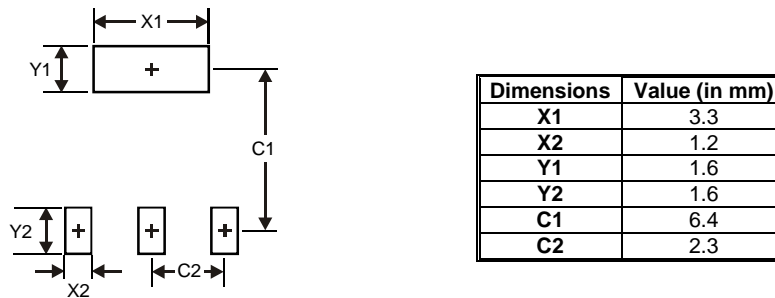 X1
Y1
C1
Y2
C2
X2
Dimensions Value (in mm)
X1 3.3
X2 1.2
Y1 1.6
Y2 1.6
C1 6.4
C2 2.3